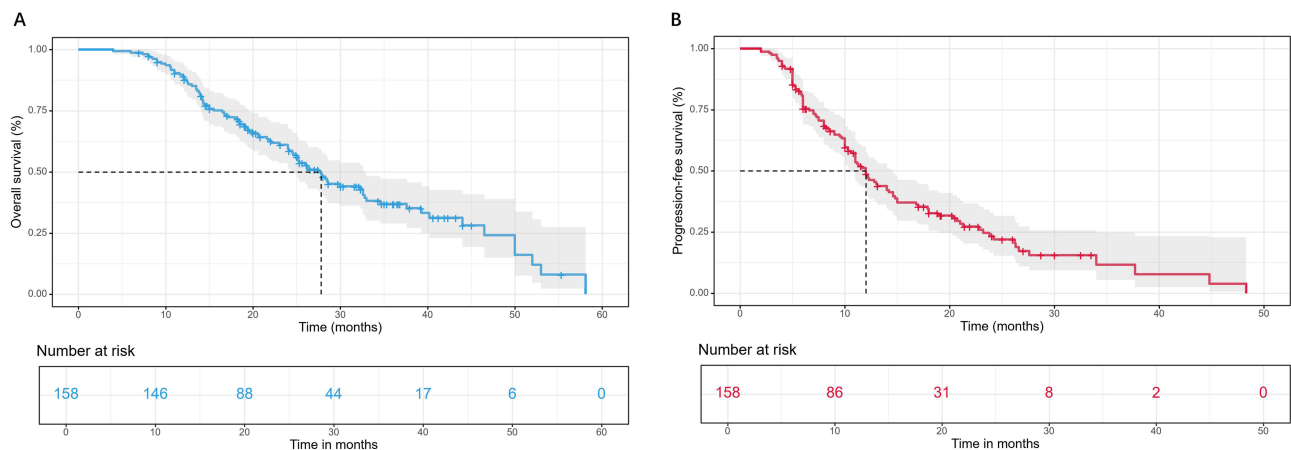 A
Overall survival (%)
1.00
0.75
0.50
0.25
0.00
0 10 20 30 40 50 60
Time (months)
Number at risk
158 146 88 44 17 6 0
0 10 20 30 40 50 60
Time in months
B
Progression-free survival (%)
1.00
0.75
0.50
0.25
0.00
0 10 20 30 40 50
Time (months)
Number at risk
158 86 31 8 2 0
0 10 20 30 40 50
Time in months